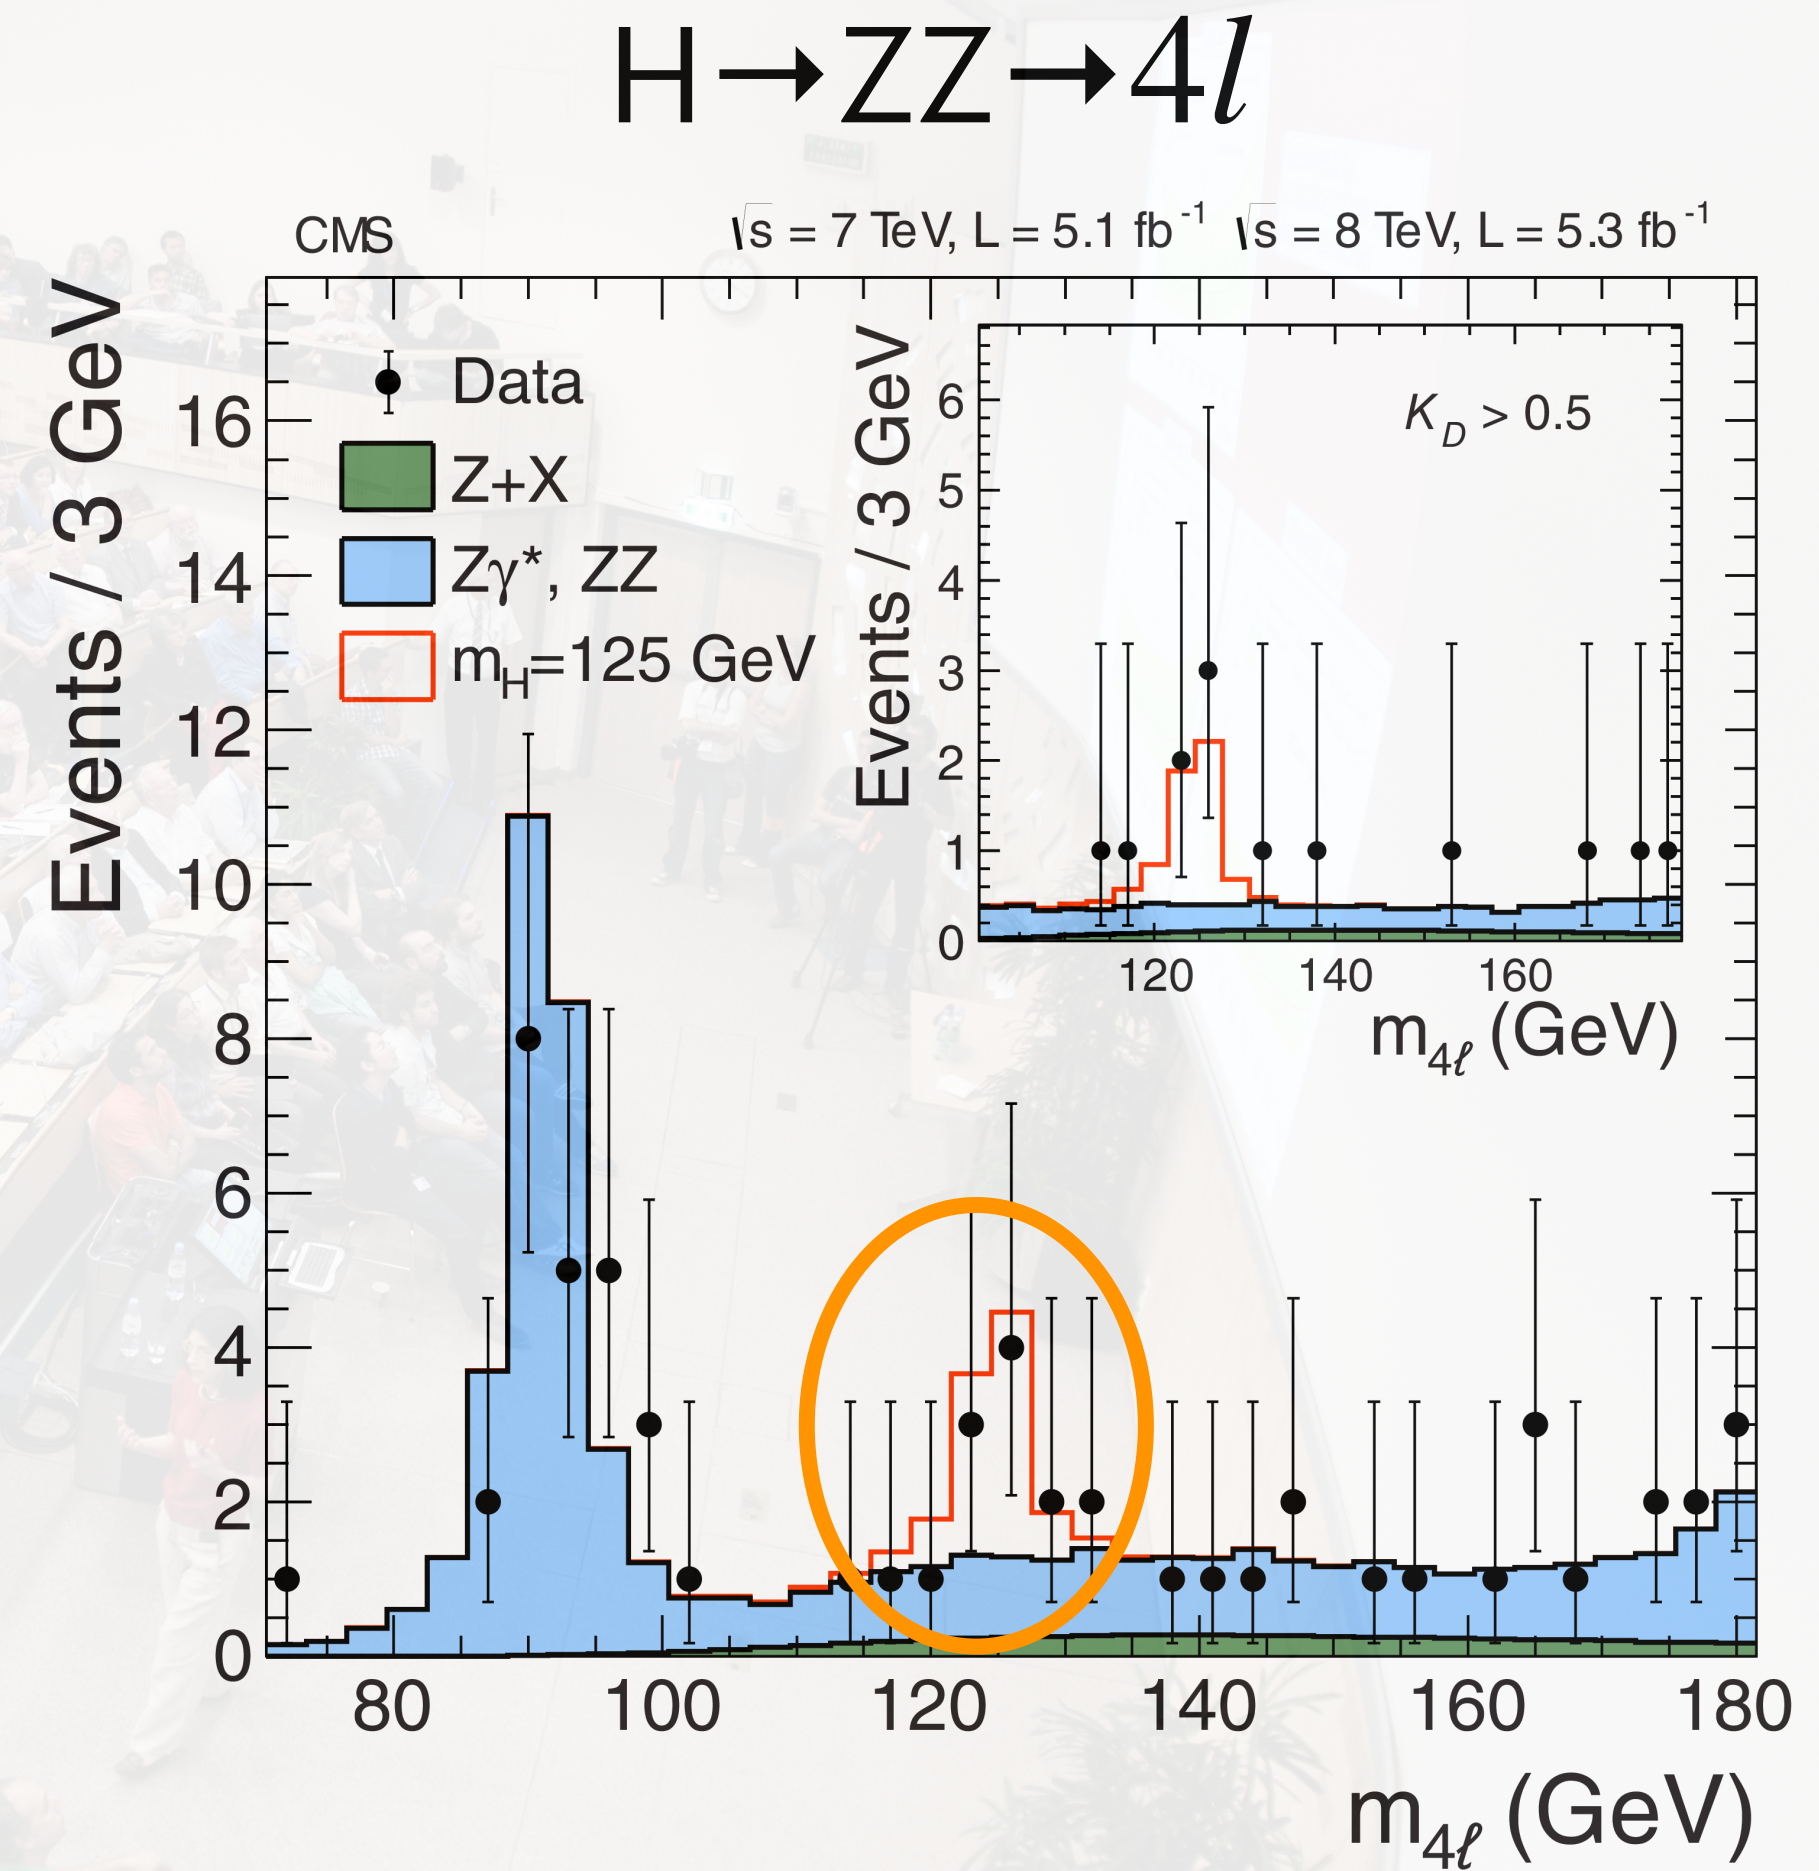 H→ZZ→4l
CMS
√s = 7 TeV, L = 5.1 fb⁻¹ √s = 8 TeV, L = 5.3 fb⁻¹
Events / 3 GeV
16
14
12
10
8
6
4
2
0
Data
Z+X
Zγ*, ZZ
m_H=125 GeV
Events / 3 GeV
K_D > 0.5
6
5
4
3
2
1
0
120 140 160
m_4ℓ (GeV)
80 100 120 140 160 180
m_4ℓ (GeV)